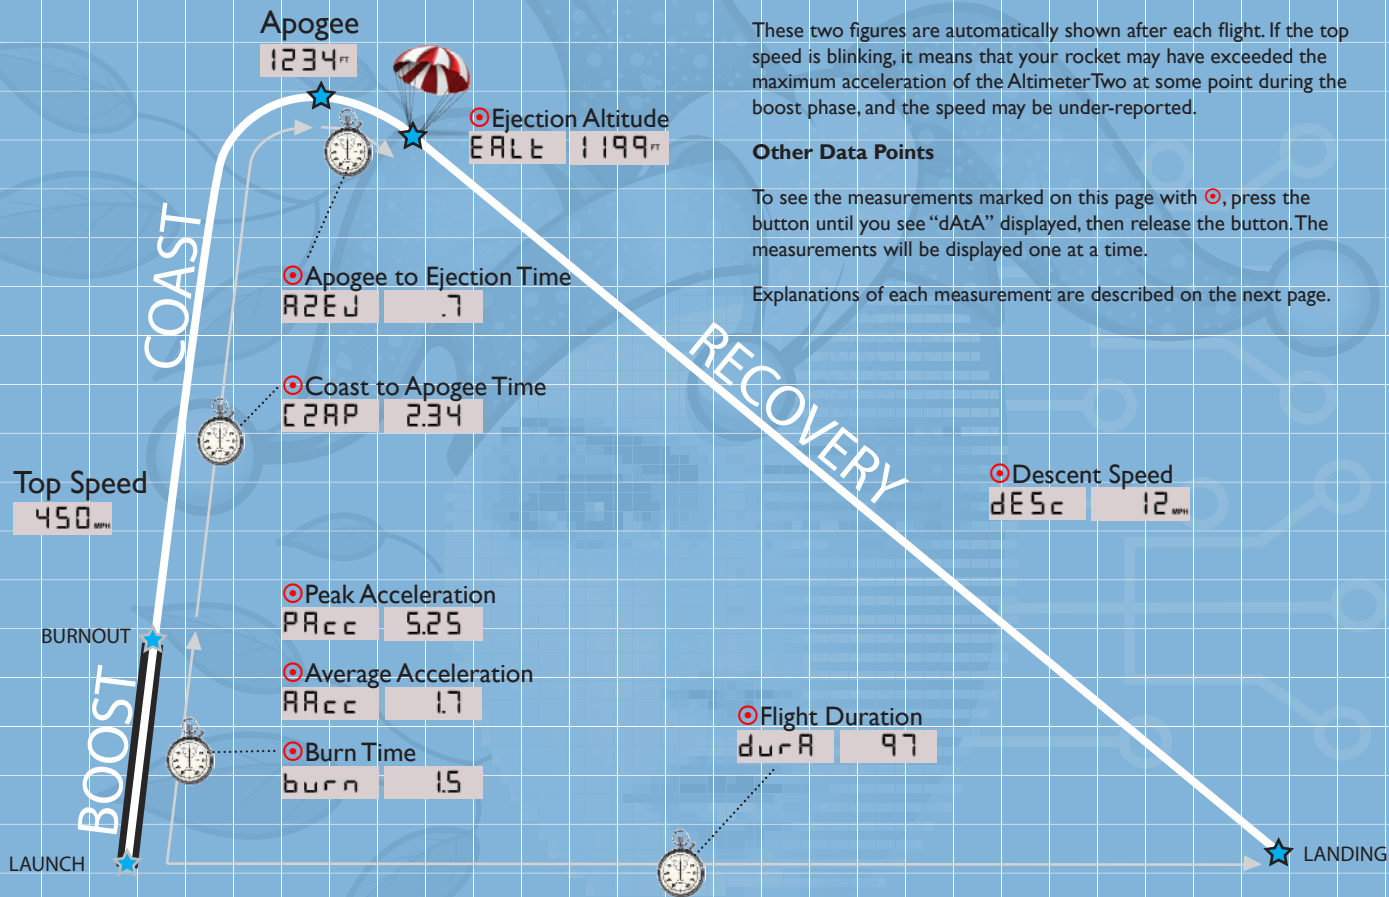 Apogee
1234 FT
Ejection Altitude
EALt 1199 FT
These two figures are automatically shown after each flight. If the top
speed is blinking, it means that your rocket may have exceeded the
maximum acceleration of the AltimeterTwo at some point during the
boost phase, and the speed may be under-reported.
Other Data Points
To see the measurements marked on this page with , press the
button until you see “dAtA” displayed, then release the button. The
measurements will be displayed one at a time.
Explanations of each measurement are described on the next page.
COAST
Apogee to Ejection Time
A2EJ .7
Coast to Apogee Time
C2AP 2.34
RECOVERY
Top Speed
450 MPH
Descent Speed
dESc 12 MPH
BURNOUT
Peak Acceleration
PAcc 5.25
Average Acceleration
AAcc 1.7
BOOST
Burn Time
burn 1.5
Flight Duration
durA 97
LAUNCH
LANDING